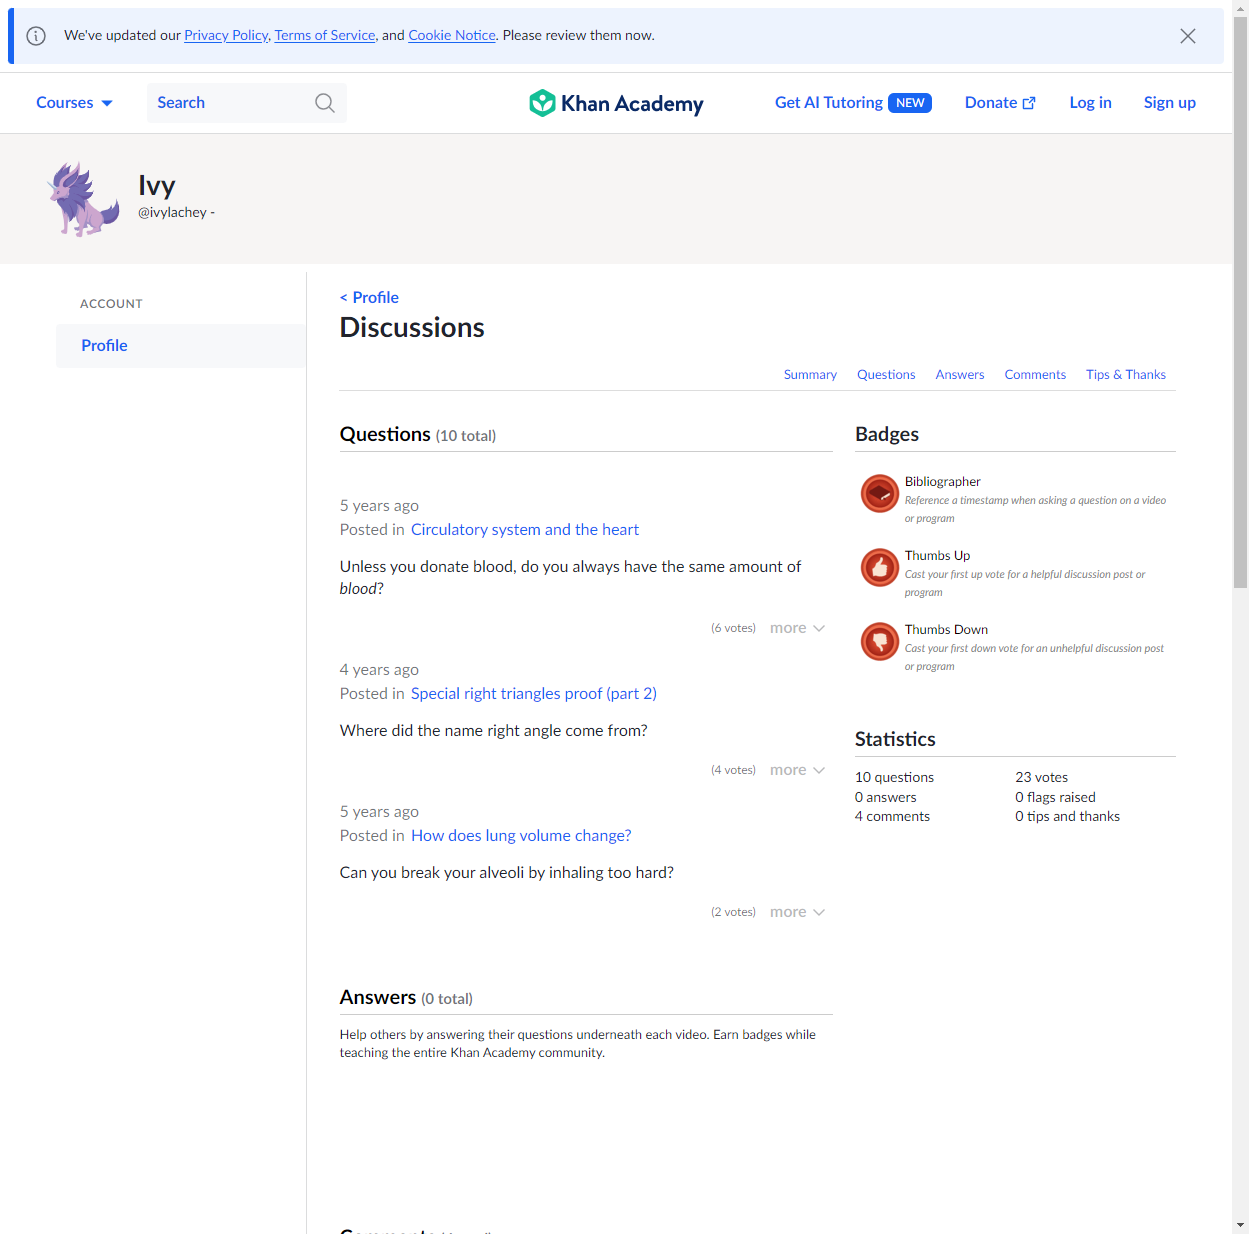 We've updated our Privacy Policy, Terms of Service, and Cookie Notice. Please review them now.
Courses
Search
Khan Academy
Get AI Tutoring NEW
Donate
Log in
Sign up
Ivy
@ivylachey -
ACCOUNT
Profile
< Profile
Discussions
Summary
Questions
Answers
Comments
Tips & Thanks
Questions (10 total)
5 years ago
Posted in Circulatory system and the heart
Unless you donate blood, do you always have the same amount of
blood?
(6 votes) more
4 years ago
Posted in Special right triangles proof (part 2)
Where did the name right angle come from?
(4 votes) more
5 years ago
Posted in How does lung volume change?
Can you break your alveoli by inhaling too hard?
(2 votes) more
Answers (0 total)
Help others by answering their questions underneath each video. Earn badges while
teaching the entire Khan Academy community.
Badges
Bibliographer
Reference a timestamp when asking a question on a video
or program
Thumbs Up
Cast your first up vote for a helpful discussion post or
program
Thumbs Down
Cast your first down vote for an unhelpful discussion post
or program
Statistics
10 questions
23 votes
0 answers
0 flags raised
4 comments
0 tips and thanks